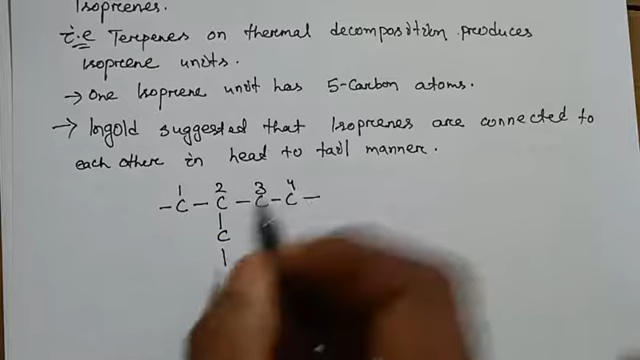 Isoprenes.
i.e Terpenes on thermal decomposition produces
isoprene units.
→ One Isoprene unit has 5-Carbon atoms.
→ Ingold suggested that Isoprenes are connected to
each other in head to tail manner.
1 2 3 4
- C - C - C - C -
|
C
|